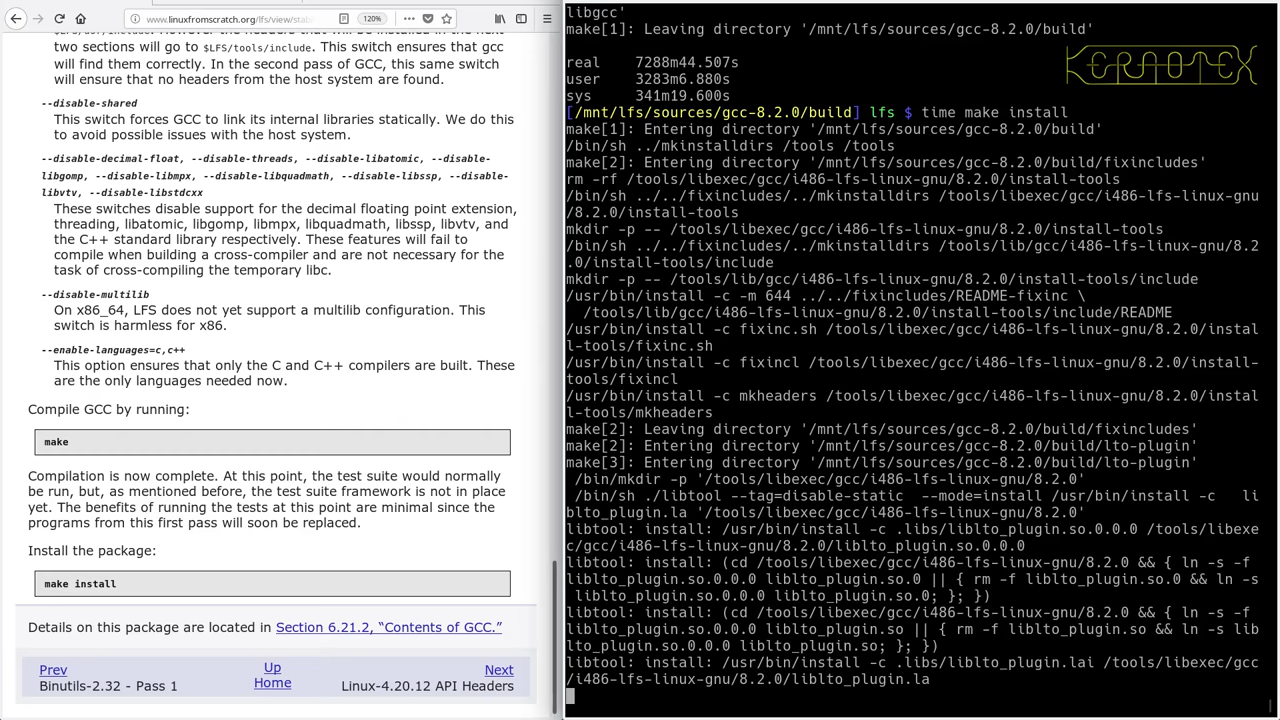 www.linuxfromscratch.org/lfs/view/stab
120%
two sections will go to $LFS/tools/include. This switch ensures that gcc
will find them correctly. In the second pass of GCC, this same switch
will ensure that no headers from the host system are found.
--disable-shared
This switch forces GCC to link its internal libraries statically. We do this
to avoid possible issues with the host system.
--disable-decimal-float, --disable-threads, --disable-libatomic, --disable-
libgomp, --disable-libmpx, --disable-libquadmath, --disable-libssp, --disable-
libvtv, --disable-libstdcxx
These switches disable support for the decimal floating point extension,
threading, libatomic, libgomp, libmpx, libquadmath, libssp, libvtv, and
the C++ standard library respectively. These features will fail to
compile when building a cross-compiler and are not necessary for the
task of cross-compiling the temporary libc.
--disable-multilib
On x86_64, LFS does not yet support a multilib configuration. This
switch is harmless for x86.
--enable-languages=c,c++
This option ensures that only the C and C++ compilers are built. These
are the only languages needed now.
Compile GCC by running:
make
Compilation is now complete. At this point, the test suite would normally
be run, but, as mentioned before, the test suite framework is not in place
yet. The benefits of running the tests at this point are minimal since the
programs from this first pass will soon be replaced.
Install the package:
make install
Details on this package are located in Section 6.21.2, “Contents of GCC.”
Prev Up Next
Binutils-2.32 - Pass 1 Home Linux-4.20.12 API Headers
libgcc'
make[1]: Leaving directory '/mnt/lfs/sources/gcc-8.2.0/build'
KERNOTEX
real 7288m44.507s
user 3283m6.880s
sys 341m19.600s
[/mnt/lfs/sources/gcc-8.2.0/build] lfs $ time make install
make[1]: Entering directory '/mnt/lfs/sources/gcc-8.2.0/build'
/bin/sh ../mkinstalldirs /tools /tools
make[2]: Entering directory '/mnt/lfs/sources/gcc-8.2.0/build/fixincludes'
rm -rf /tools/libexec/gcc/i486-lfs-linux-gnu/8.2.0/install-tools
/bin/sh ../../fixincludes/../mkinstalldirs /tools/libexec/gcc/i486-lfs-linux-gnu
/8.2.0/install-tools
mkdir -p -- /tools/libexec/gcc/i486-lfs-linux-gnu/8.2.0/install-tools
/bin/sh ../../fixincludes/../mkinstalldirs /tools/lib/gcc/i486-lfs-linux-gnu/8.2
.0/install-tools/include
mkdir -p -- /tools/lib/gcc/i486-lfs-linux-gnu/8.2.0/install-tools/include
/usr/bin/install -c -m 644 ../../fixincludes/README-fixinc \
/tools/lib/gcc/i486-lfs-linux-gnu/8.2.0/install-tools/include/README
/usr/bin/install -c fixinc.sh /tools/libexec/gcc/i486-lfs-linux-gnu/8.2.0/instal
l-tools/fixinc.sh
/usr/bin/install -c fixincl /tools/libexec/gcc/i486-lfs-linux-gnu/8.2.0/install-
tools/fixincl
/usr/bin/install -c mkheaders /tools/libexec/gcc/i486-lfs-linux-gnu/8.2.0/instal
l-tools/mkheaders
make[2]: Leaving directory '/mnt/lfs/sources/gcc-8.2.0/build/fixincludes'
make[2]: Entering directory '/mnt/lfs/sources/gcc-8.2.0/build/lto-plugin'
make[3]: Entering directory '/mnt/lfs/sources/gcc-8.2.0/build/lto-plugin'
/bin/mkdir -p '/tools/libexec/gcc/i486-lfs-linux-gnu/8.2.0'
/bin/sh ./libtool --tag=disable-static --mode=install /usr/bin/install -c li
blto_plugin.la '/tools/libexec/gcc/i486-lfs-linux-gnu/8.2.0'
libtool: install: /usr/bin/install -c .libs/liblto_plugin.so.0.0.0 /tools/libexe
c/gcc/i486-lfs-linux-gnu/8.2.0/liblto_plugin.so.0.0.0
libtool: install: (cd /tools/libexec/gcc/i486-lfs-linux-gnu/8.2.0 && { ln -s -f
liblto_plugin.so.0.0.0 liblto_plugin.so.0 || { rm -f liblto_plugin.so.0 && ln -s
liblto_plugin.so.0.0.0 liblto_plugin.so.0; }; })
libtool: install: (cd /tools/libexec/gcc/i486-lfs-linux-gnu/8.2.0 && { ln -s -f
liblto_plugin.so.0.0.0 liblto_plugin.so || { rm -f liblto_plugin.so && ln -s lib
lto_plugin.so.0.0.0 liblto_plugin.so; }; })
libtool: install: /usr/bin/install -c .libs/liblto_plugin.lai /tools/libexec/gcc
/i486-lfs-linux-gnu/8.2.0/liblto_plugin.la